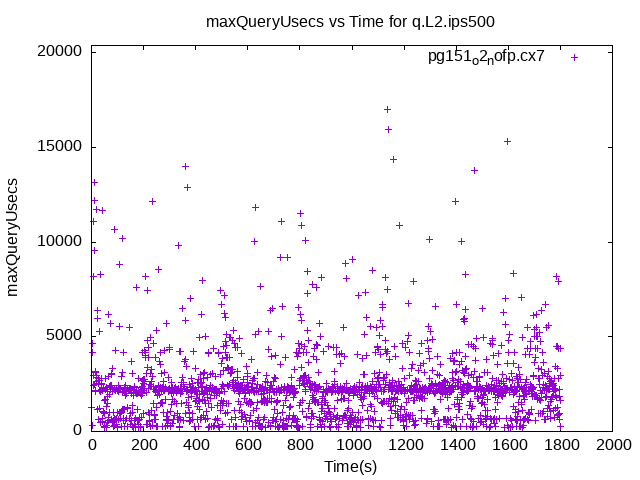 maxQueryUsecs vs Time for q.L2.ips500
pg151o2nofp.cx7
maxQueryUsecs
20000
15000
10000
5000
0
0 200 400 600 800 1000 1200 1400 1600 1800 2000
Time(s)